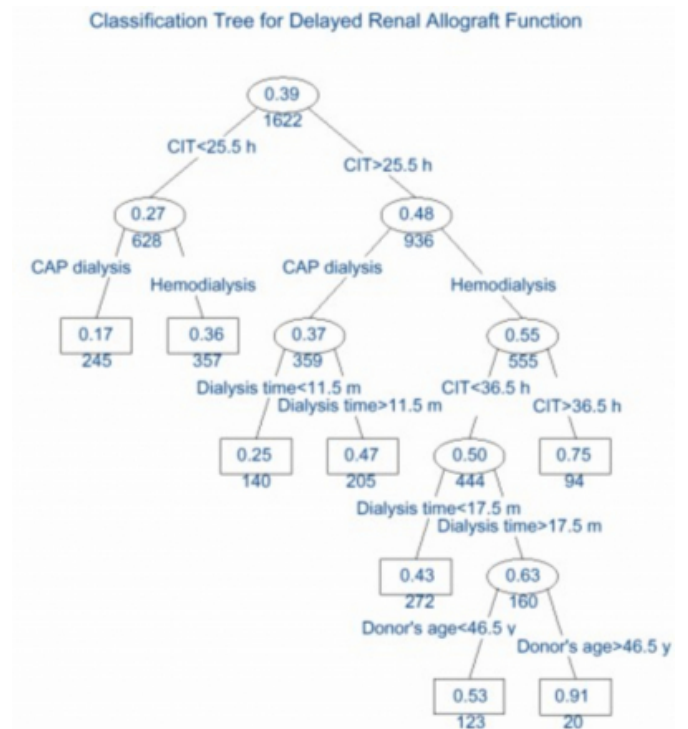 Classification Tree for Delayed Renal Allograft Function
0.39
1622
CIT<25.5 h
CIT>25.5 h
0.27
628
0.48
936
CAP dialysis
Hemodialysis
CAP dialysis
Hemodialysis
0.17
245
0.36
357
0.37
359
0.55
555
Dialysis time<11.5 m
Dialysis time>11.5 m
CIT<36.5 h
CIT>36.5 h
0.25
140
0.47
205
0.50
444
0.75
94
Dialysis time<17.5 m
Dialysis time>17.5 m
0.43
272
0.63
160
Donor's age<46.5 y
Donor's age>46.5 y
0.53
123
0.91
20